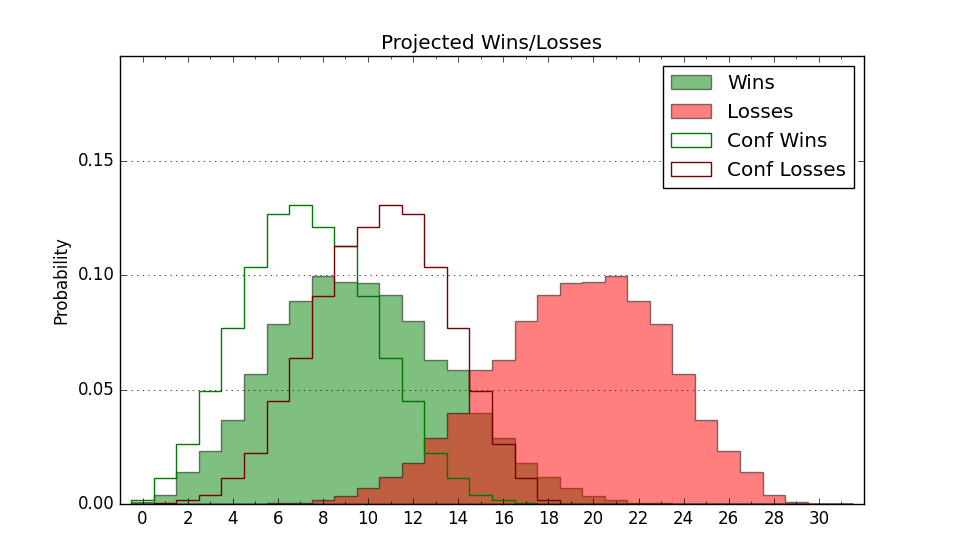 Projected Wins/Losses
Wins
Losses
Conf Wins
Conf Losses
Probability
0.15
0.10
0.05
0.00
0 2 4 6 8 10 12 14 16 18 20 22 24 26 28 30